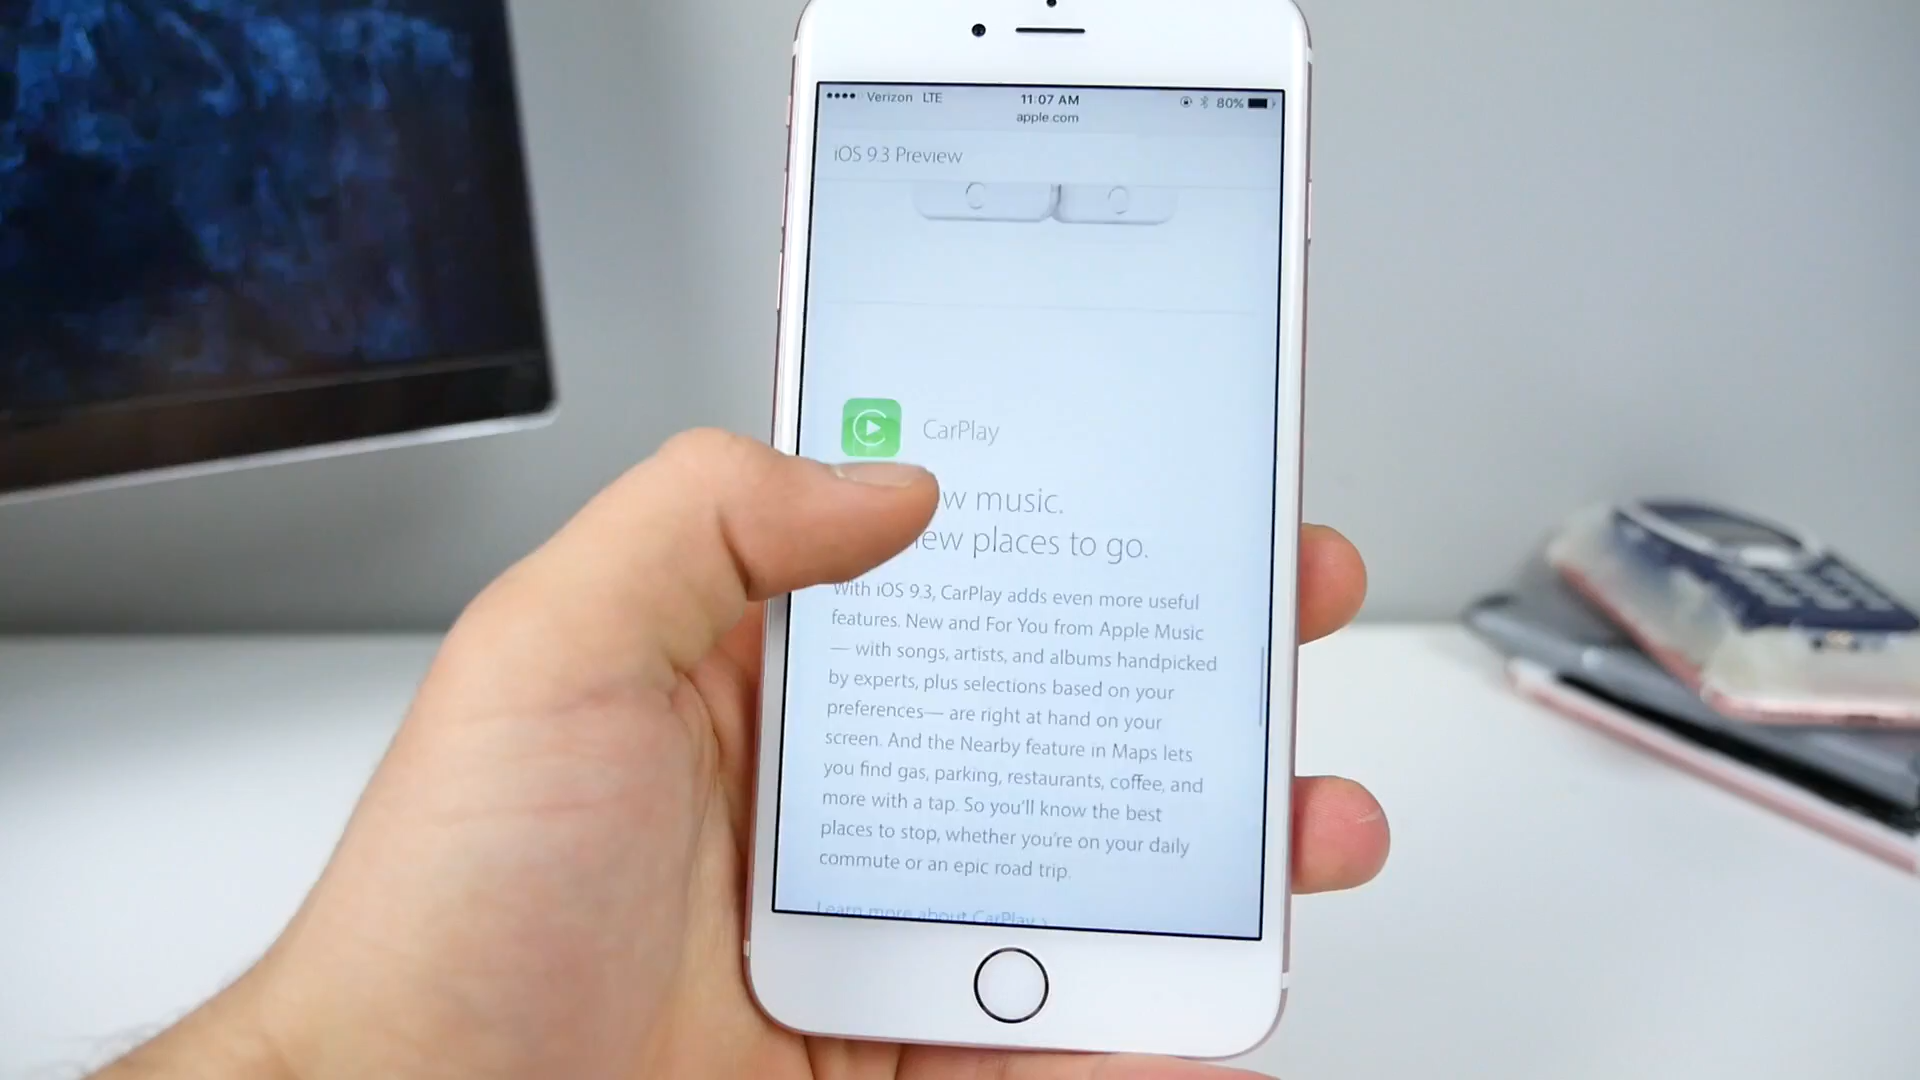 Verizon LTE 11:07 AM 80%
apple.com
iOS 9.3 Preview
CarPlay
w music.
ew places to go.
With iOS 9.3, CarPlay adds even more useful
features. New and For You from Apple Music
— with songs, artists, and albums handpicked
by experts, plus selections based on your
preferences— are right at hand on your
screen. And the Nearby feature in Maps lets
you find gas, parking, restaurants, coffee, and
more with a tap. So you'll know the best
places to stop, whether you're on your daily
commute or an epic road trip.
Learn more about CarPlay >